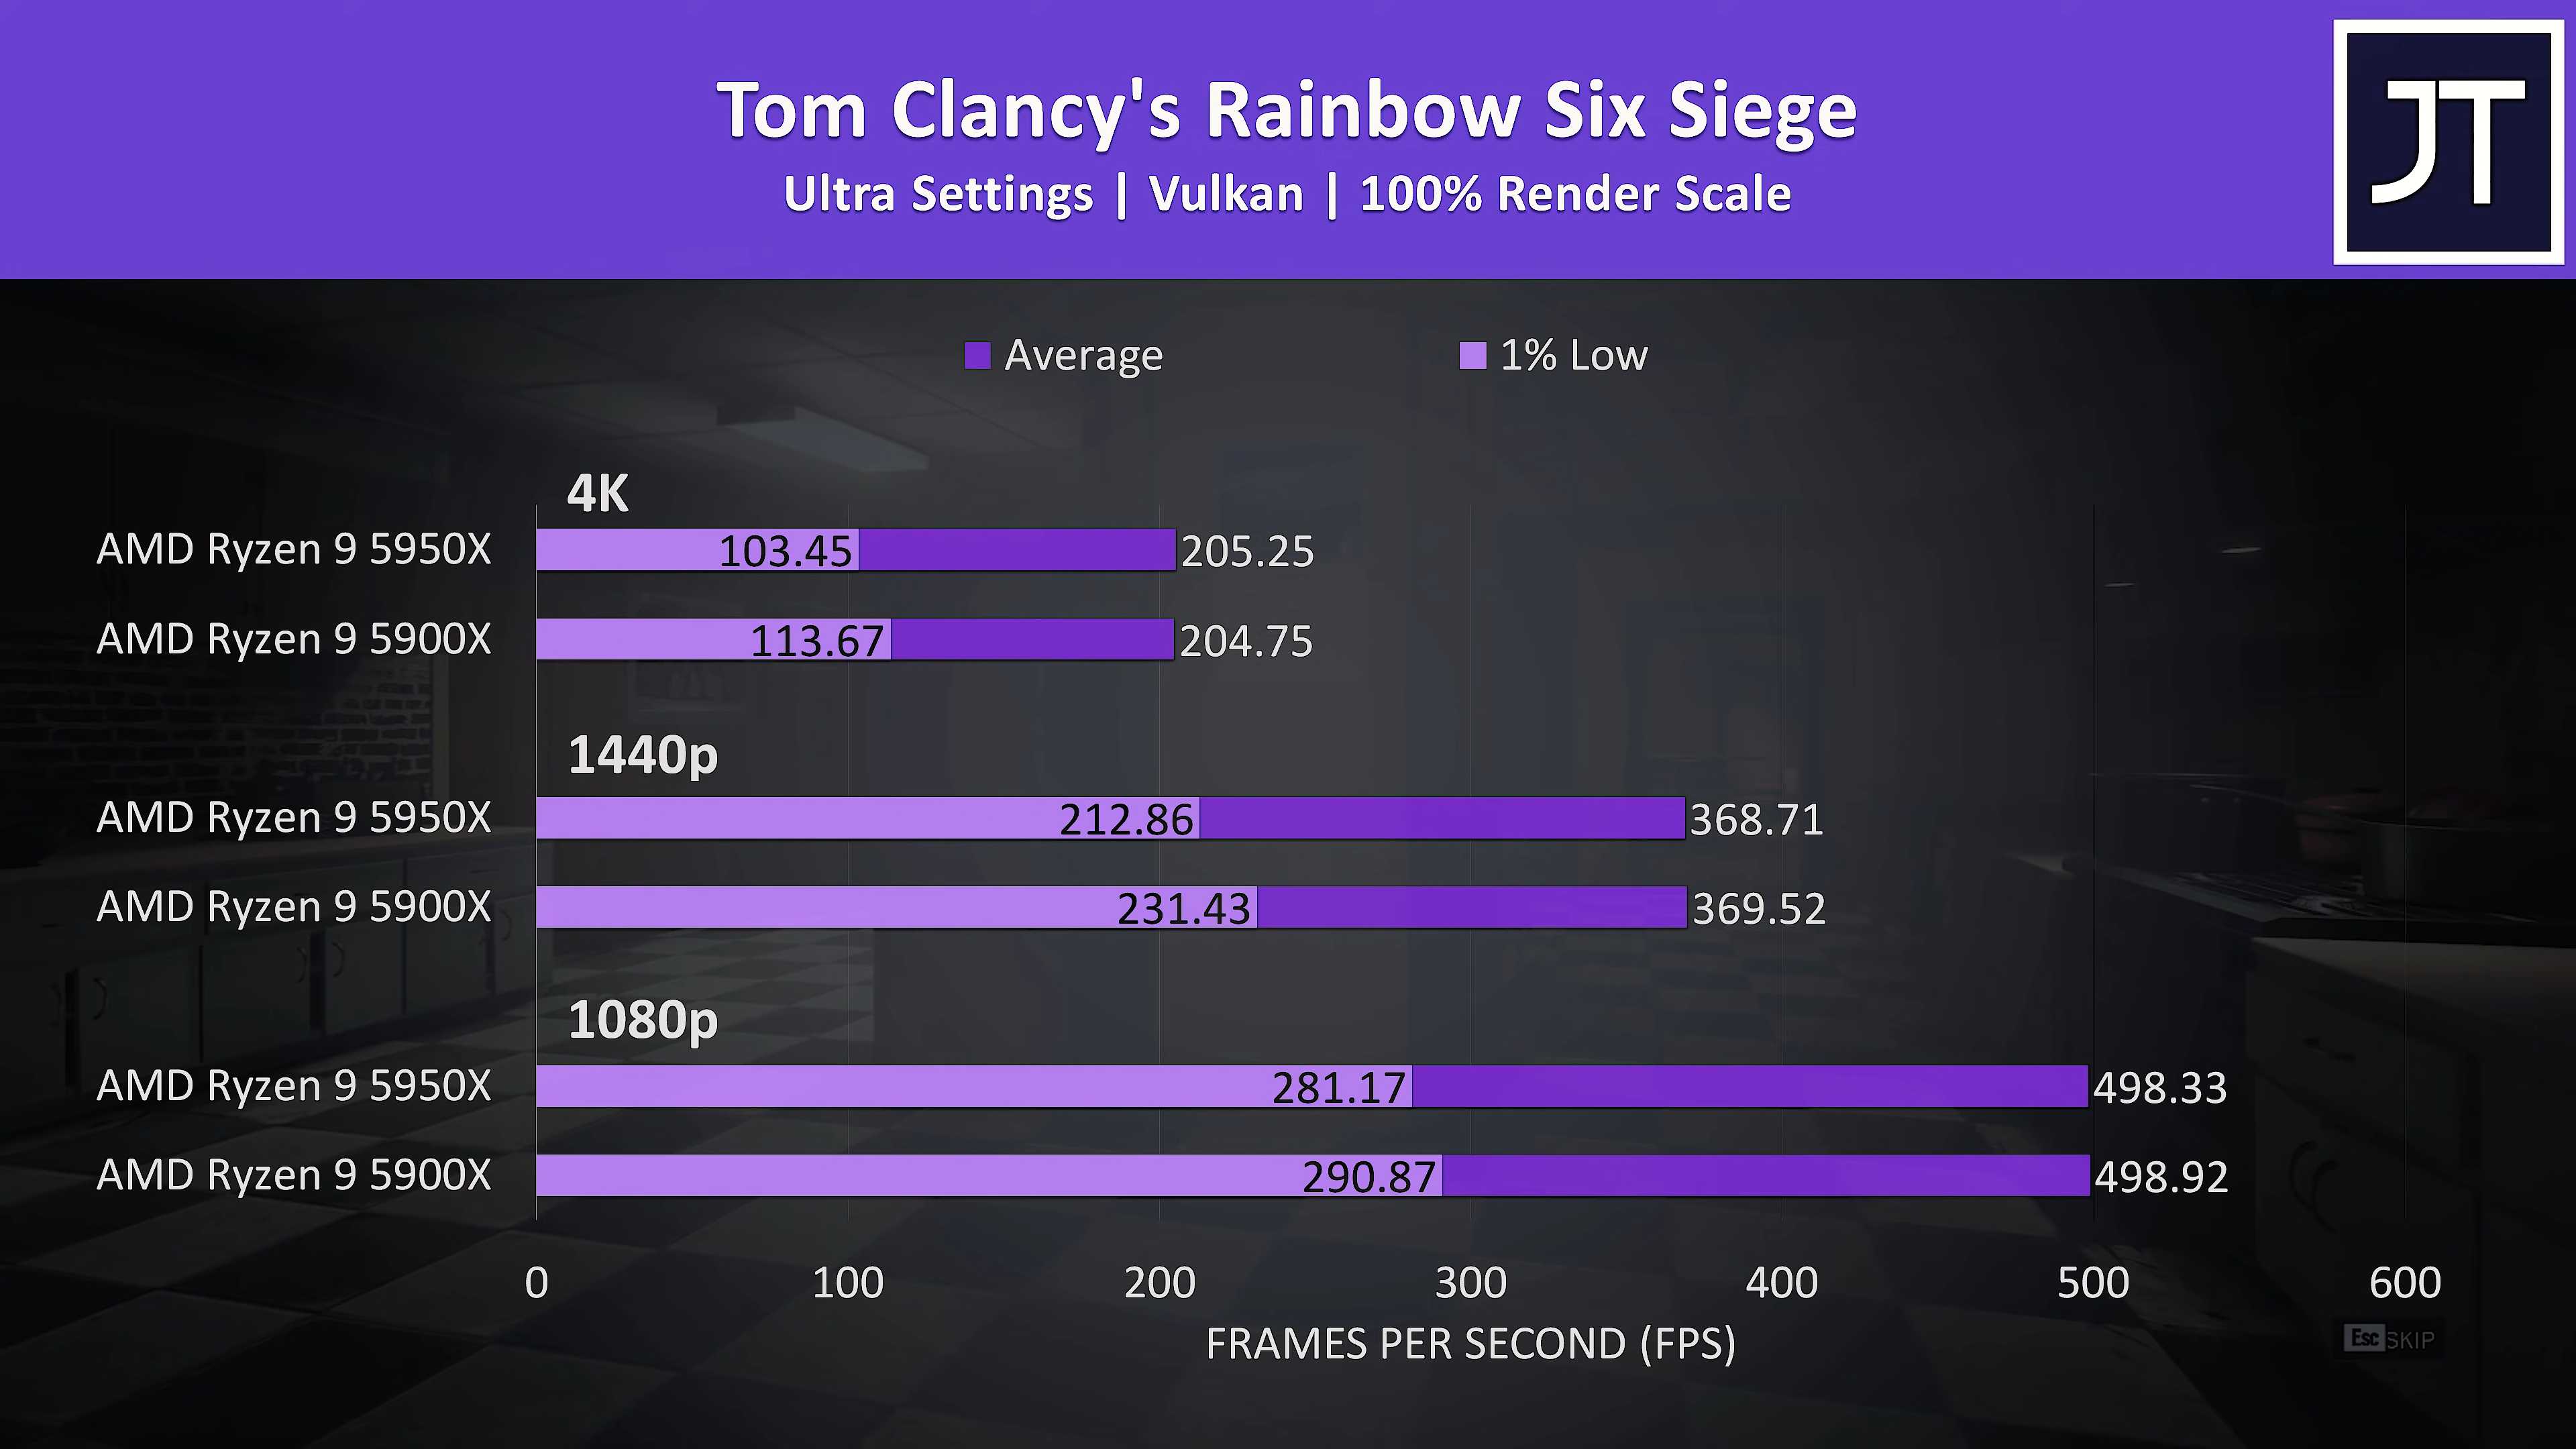 Tom Clancy's Rainbow Six Siege
Ultra Settings | Vulkan | 100% Render Scale
JT
Average 1% Low
4K
AMD Ryzen 9 5950X 103.45 205.25
AMD Ryzen 9 5900X 113.67 204.75
1440p
AMD Ryzen 9 5950X 212.86 368.71
AMD Ryzen 9 5900X 231.43 369.52
1080p
AMD Ryzen 9 5950X 281.17 498.33
AMD Ryzen 9 5900X 290.87 498.92
0 100 200 300 400 500 600
FRAMES PER SECOND (FPS)
Esc SKIP